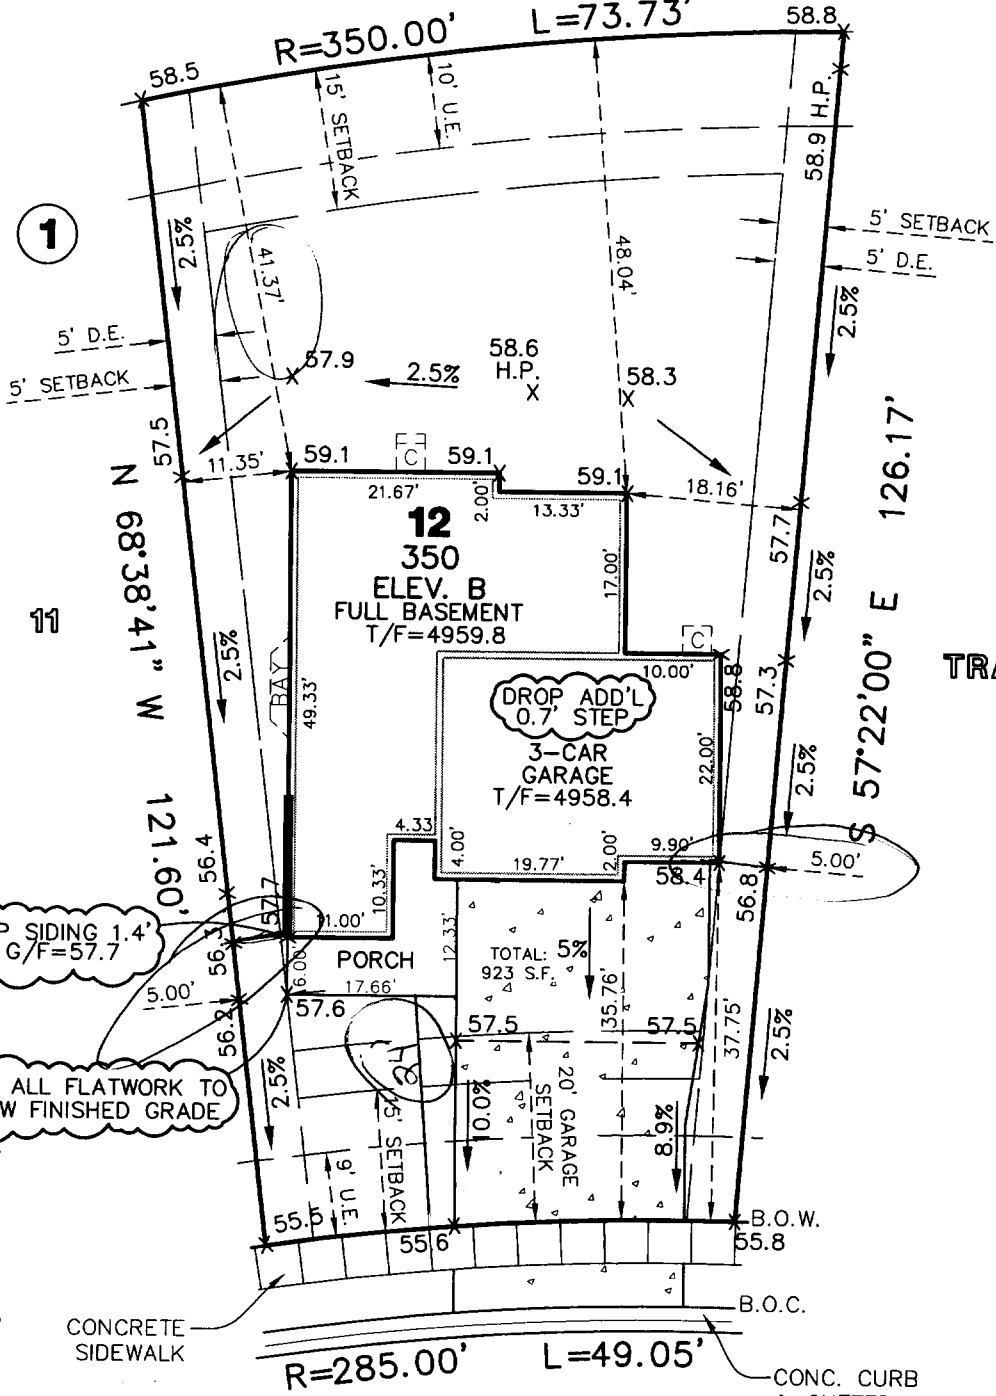 58.8
R=350.00' L=73.73'
58.5
15' SETBACK
10' U.E.
58.9 H.P.
1
2.5%
41.37'
48.04'
5' SETBACK
5' D.E.
2.5%
5' D.E.
5' SETBACK
57.9
2.5%
58.6
H.P.
58.3
57.5
11.35'
59.1
C
59.1
59.1
18.16'
57.7
21.67'
2.00'
13.33'
N 68°38'41" W 121.60'
S 57°22'00" E 126.17'
12
350
ELEV. B
FULL BASEMENT
T/F=4959.8
17.00'
2.5%
11
2.5%
BAY
49.33'
C
10.00'
58.8
57.3
TRA
DROP ADD'L
0.7' STEP
3-CAR
GARAGE
T/F=4958.4
22.00'
2.5%
4.33
4.00'
19.77'
2.00'
9.90'
58.4
56.8
5.00'
56.4
57.7
10.33'
11.00'
P SIDING 1.4'
G/F=57.7
56.3
PORCH
12.33'
TOTAL:
923 S.F.
5%
6.00'
17.66'
5.00'
57.6
56.2
35.76'
37.75'
57.5
57.5
2.5%
ALL FLATWORK TO
W FINISHED GRADE
2.5%
15' SETBACK
9' U.E.
10.0%
20' GARAGE
SETBACK
8.9%
55.5
55.6
B.O.W.
55.8
B.O.C.
CONCRETE
SIDEWALK
R=285.00' L=49.05'
CONC. CURB